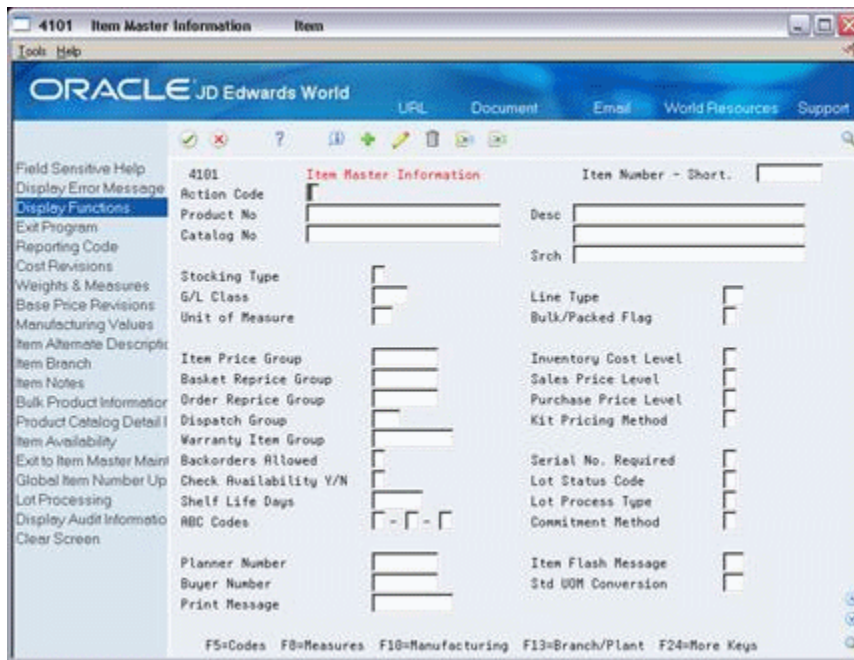 4101 Item Master Information Item
Tools Help
ORACLE JD Edwards World
URL Document Email World Resources Support
Field Sensitive Help
Display Error Message
Display Functions
Exit Program
Reporting Code
Cost Revisions
Weights & Measures
Base Price Revisions
Manufacturing Values
Item Alternate Descriptic
Item Branch
Item Notes
Bulk Product Information
Product Catalog Detail I
Item Availability
Exit to Item Master Maint
Global Item Number Up
Lot Processing
Display Audit Informatio
Clear Screen
4101 Item Master Information Item Number - Short.
Action Code
Product No Desc
Catalog No
Srch
Stocking Type
G/L Class Line Type
Unit of Measure Bulk/Packed Flag
Item Price Group Inventory Cost Level
Basket Reprice Group Sales Price Level
Order Reprice Group Purchase Price Level
Dispatch Group Kit Pricing Method
Warranty Item Group
Backorders Allowed Serial No. Required
Check Availability Y/N Lot Status Code
Shelf Life Days Lot Process Type
ABC Codes - - Commitment Method
Planner Number Item Flash Message
Buyer Number Std UOM Conversion
Print Message
F5=Codes F8=Measures F10=Manufacturing F13=Branch/Plant F24=More Keys